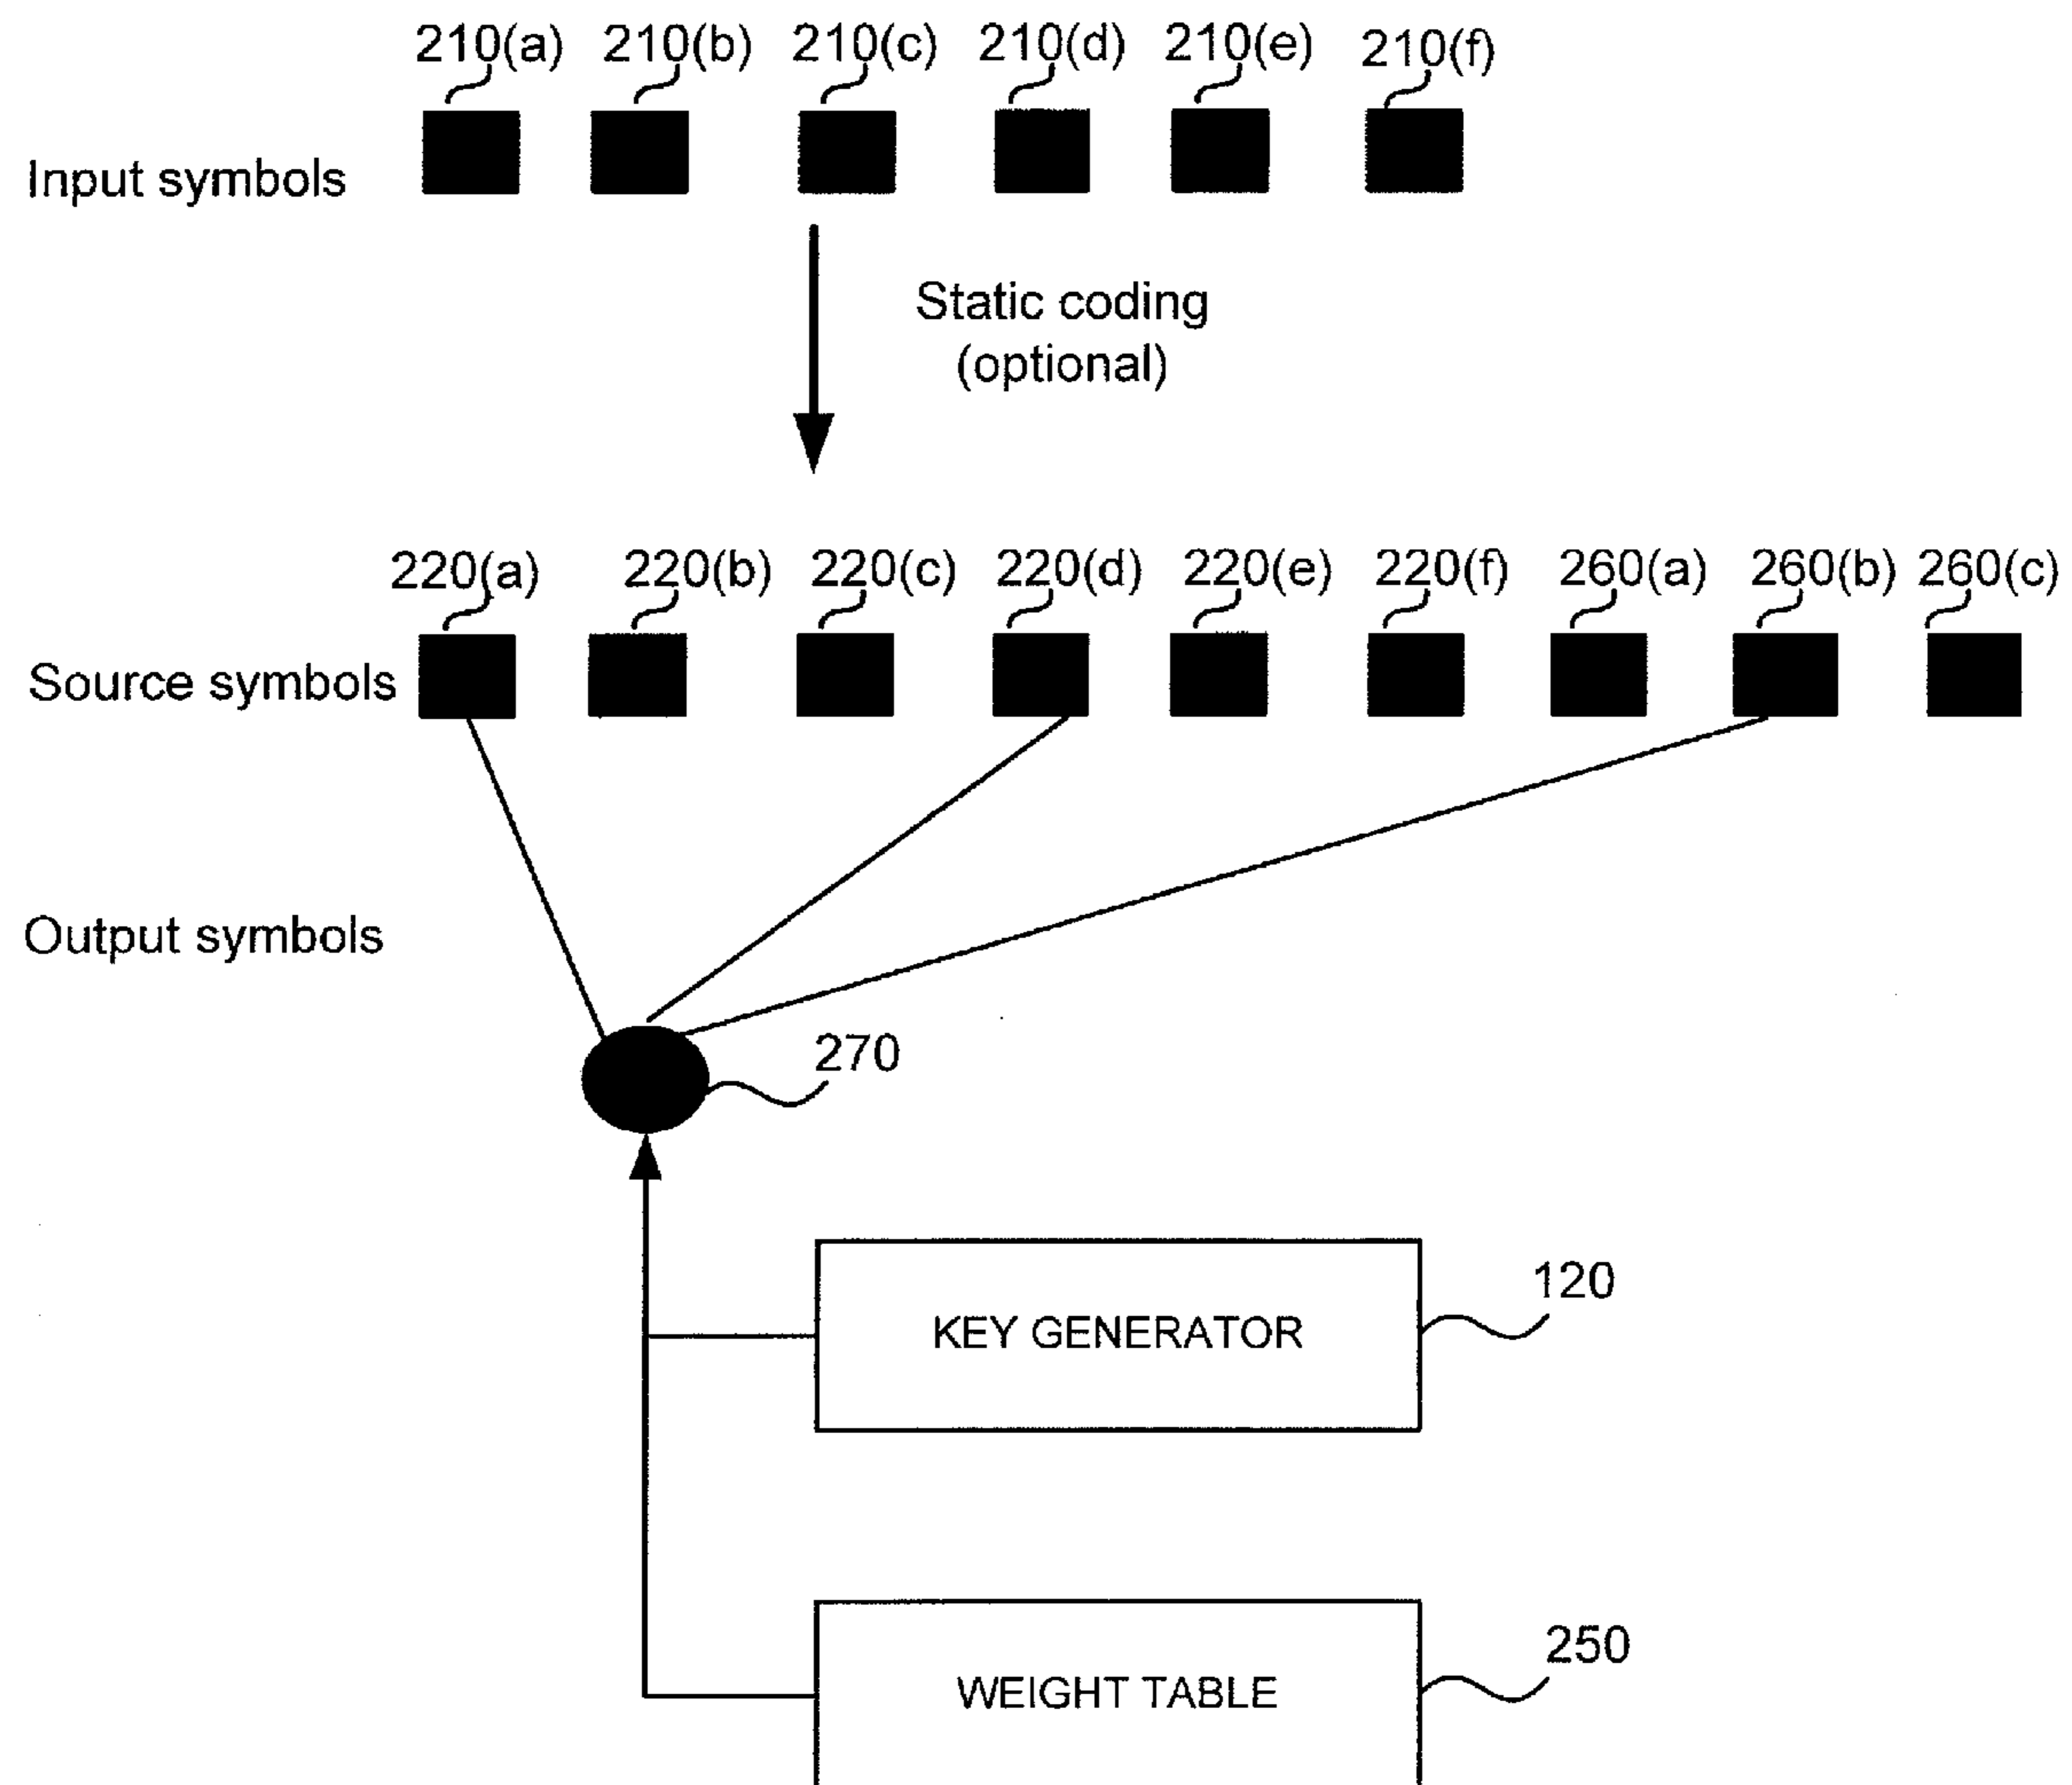 210(a) 210(b) 210(c) 210(d) 210(e) 210(f)
Input symbols
Static coding
(optional)
220(a) 220(b) 220(c) 220(d) 220(e) 220(f) 260(a) 260(b) 260(c)
Source symbols
Output symbols
270
120
KEY GENERATOR
250
WEIGHT TABLE